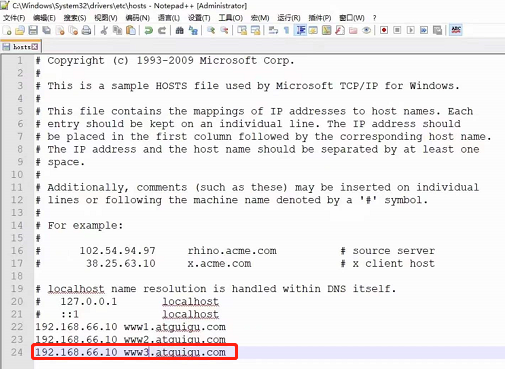 C:\Windows\System32\drivers\etc\hosts - Notepad++ [Administrator]
文件(F) 编辑(E) 搜索(S) 视图(V) 编码(N) 语言(L) 设置(T) 工具(O) 宏(M) 运行(R) 插件(P) 窗口(W) ?
hosts
1 # Copyright (c) 1993-2009 Microsoft Corp.
2 #
3 # This is a sample HOSTS file used by Microsoft TCP/IP for Windows.
4 #
5 # This file contains the mappings of IP addresses to host names. Each
6 # entry should be kept on an individual line. The IP address should
7 # be placed in the first column followed by the corresponding host name.
8 # The IP address and the host name should be separated by at least one
9 # space.
10 #
11 # Additionally, comments (such as these) may be inserted on individual
12 # lines or following the machine name denoted by a '#' symbol.
13 #
14 # For example:
15 #
16 # 102.54.94.97 rhino.acme.com # source server
17 # 38.25.63.10 x.acme.com # x client host
18
19 # localhost name resolution is handled within DNS itself.
20 # 127.0.0.1 localhost
21 # ::1 localhost
22 192.168.66.10 www1.atguigu.com
23 192.168.66.10 www2.atguigu.com
24 192.168.66.10 www3.atguigu.com